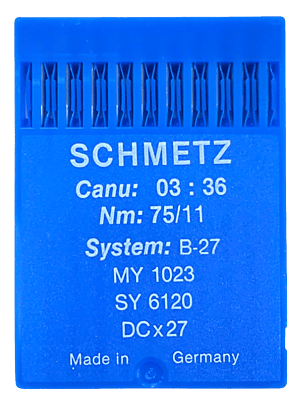 SCHMETZ
Canu: 03 : 36
Nm: 75/11
System: B-27
MY 1023
SY 6120
DCx27
Made in Germany